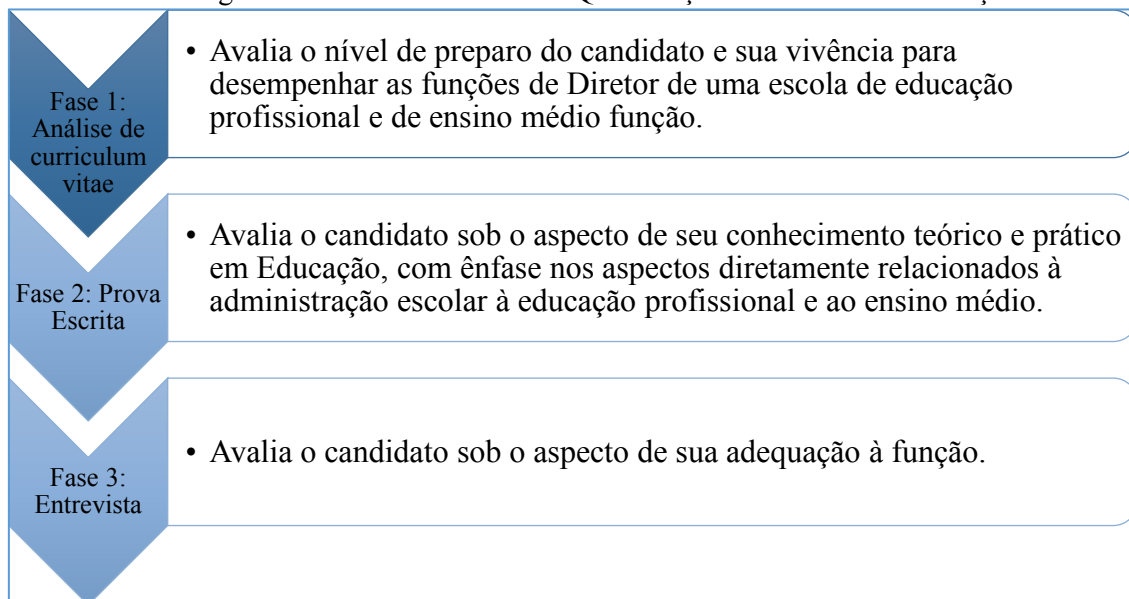 Fase 1:
Análise de
curriculum
vitae
• Avalia o nível de preparo do candidato e sua vivência para
desempenhar as funções de Diretor de uma escola de educação
profissional e de ensino médio função.
Fase 2: Prova
Escrita
• Avalia o candidato sob o aspecto de seu conhecimento teórico e prático
em Educação, com ênfase nos aspectos diretamente relacionados à
administração escolar à educação profissional e ao ensino médio.
Fase 3:
Entrevista
• Avalia o candidato sob o aspecto de sua adequação à função.